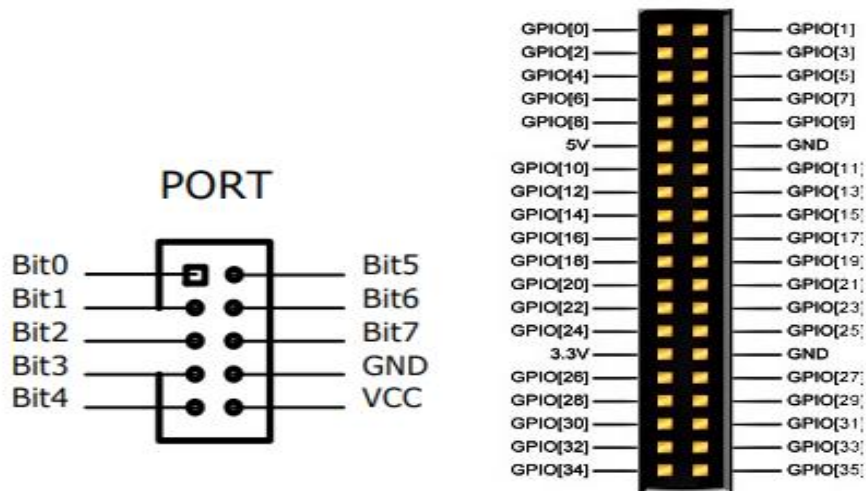 PORT
Bit0 Bit5
Bit1 Bit6
Bit2 Bit7
Bit3 GND
Bit4 VCC
GPIO[0] GPIO[1]
GPIO[2] GPIO[3]
GPIO[4] GPIO[5]
GPIO[6] GPIO[7]
GPIO[8] GPIO[9]
5V GND
GPIO[10] GPIO[11]
GPIO[12] GPIO[13]
GPIO[14] GPIO[15]
GPIO[16] GPIO[17]
GPIO[18] GPIO[19]
GPIO[20] GPIO[21]
GPIO[22] GPIO[23]
GPIO[24] GPIO[25]
3.3V GND
GPIO[26] GPIO[27]
GPIO[28] GPIO[29]
GPIO[30] GPIO[31]
GPIO[32] GPIO[33]
GPIO[34] GPIO[35]